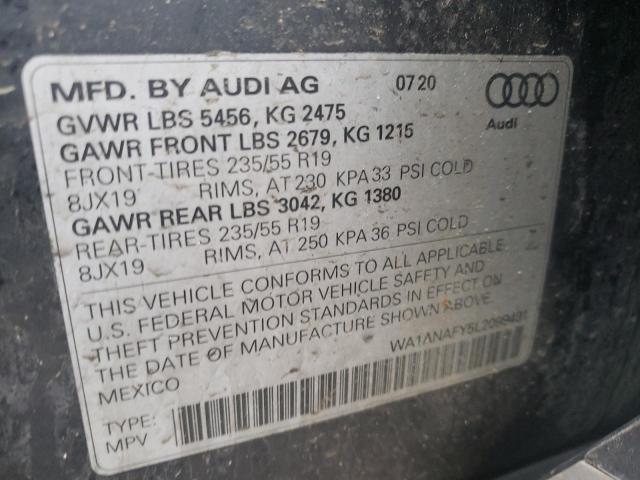 MFD. BY AUDI AG 07 20
GVWR LBS 5456, KG 2475
Audi
GAWR FRONT LBS 2679, KG 1215
FRONT-TIRES 235/55 R19
8JX19 RIMS, AT 230 KPA 33 PSI COLD
GAWR REAR LBS 3042, KG 1380
REAR-TIRES 235/55 R19
8JX19 RIMS, AT 250 KPA 36 PSI COLD
THIS VEHICLE CONFORMS TO ALL APPLICABLE
U.S. FEDERAL MOTOR VEHICLE SAFETY AND
THEFT PREVENTION STANDARDS IN EFFECT ON
THE DATE OF MANUFACTURE SHOWN ABOVE.
MEXICO
TYPE:
MPV